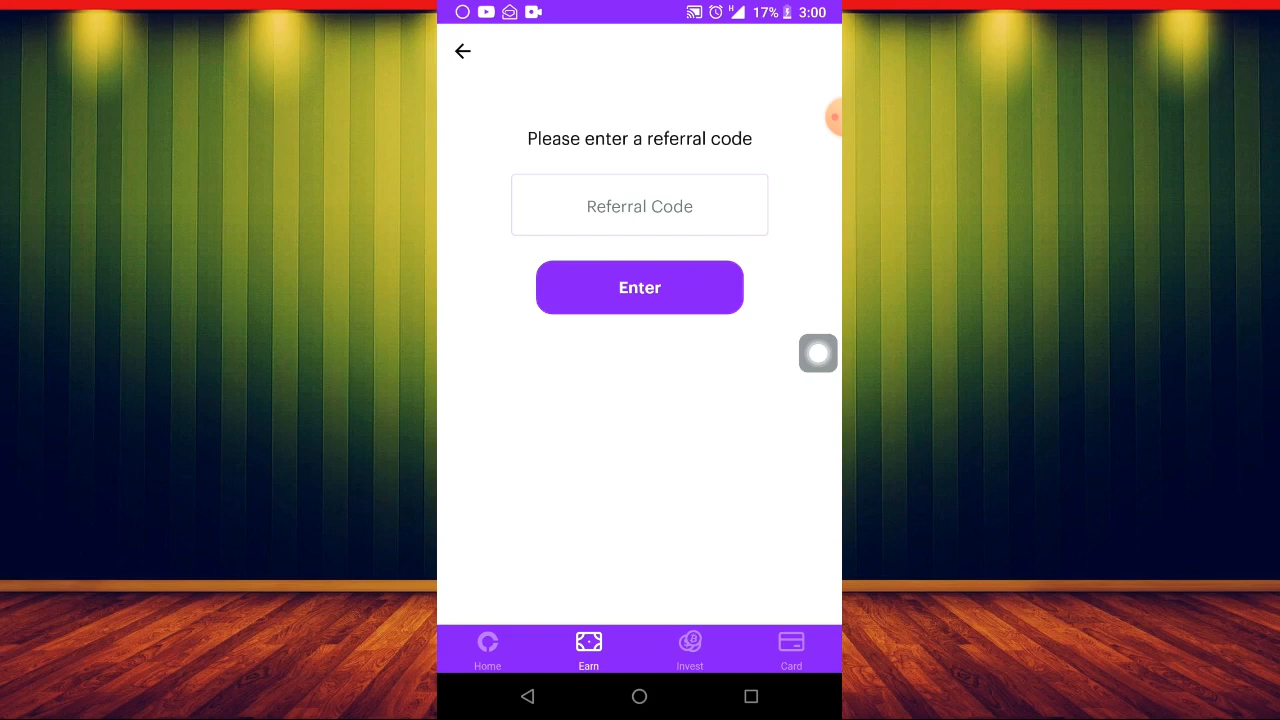 H 17% 3:00
Please enter a referral code
Referral Code
Enter
Home Earn Invest Card